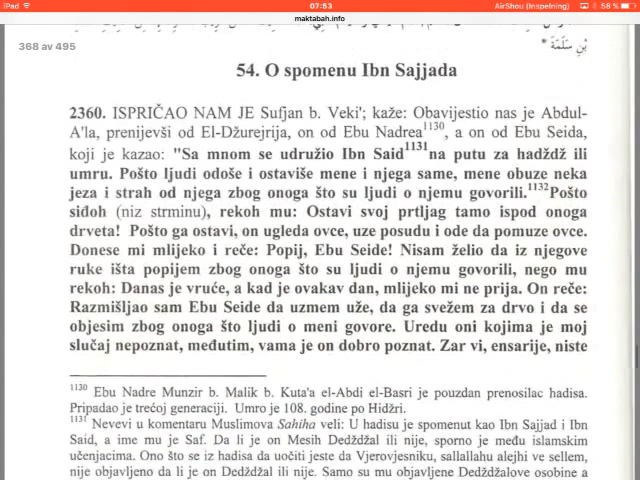 iPad
07:53
AirShou (Inspelning)
58 %
maktabah.info
368 av 495
بْنِ سَلَمَةَ *
54. O spomenu Ibn Sajjada
2360. ISPRIČAO NAM JE Sufjan b. Veki'; kaže: Obavijestio nas je Abdul-
A'la, prenijevši od El-Džurejrija, on od Ebu Nadrea1130, a on od Ebu Seida,
koji je kazao: "Sa mnom se udružio Ibn Said1131na putu za hadždž ili
umru. Pošto ljudi odoše i ostaviše mene i njega same, mene obuze neka
jeza i strah od njega zbog onoga što su ljudi o njemu govorili.1132Pošto
siđoh (niz strminu), rekoh mu: Ostavi svoj prtljag tamo ispod onoga
drveta! Pošto ga ostavi, on ugleda ovce, uze posudu i ode da pomuze ovce.
Donese mi mlijeko i reče: Popij, Ebu Seide! Nisam želio da iz njegove
ruke išta popijem zbog onoga što su ljudi o njemu govorili, nego mu
rekoh: Danas je vruće, a kad je ovakav dan, mlijeko mi ne prija. On reče:
Razmišljao sam Ebu Seide da uzmem uže, da ga svežem za drvo i da se
objesim zbog onoga što ljudi o meni govore. Uredu oni kojima je moj
slučaj nepoznat, međutim, vama je on dobro poznat. Zar vi, ensarije, niste
1130 Ebu Nadre Munzir b. Malik b. Kuta'a el-Abdi el-Basri je pouzdan prenosilac hadisa.
Pripadao je trećoj generaciji. Umro je 108. godine po Hidžri.
1131 Nevevi u komentaru Muslimova Sahiha veli: U hadisu je spomenut kao Ibn Sajjad i Ibn
Said, a ime mu je Saf. Da li je on Mesih Dedždžal ili nije, sporno je među islamskim
učenjacima. Ono što se iz hadisa da uočiti jeste da Vjerovjesniku, sallallahu alejhi ve sellem,
nije objavljeno da li je on Dedždžal ili nije. Samo su mu objavljene Dedždžalove osobine a